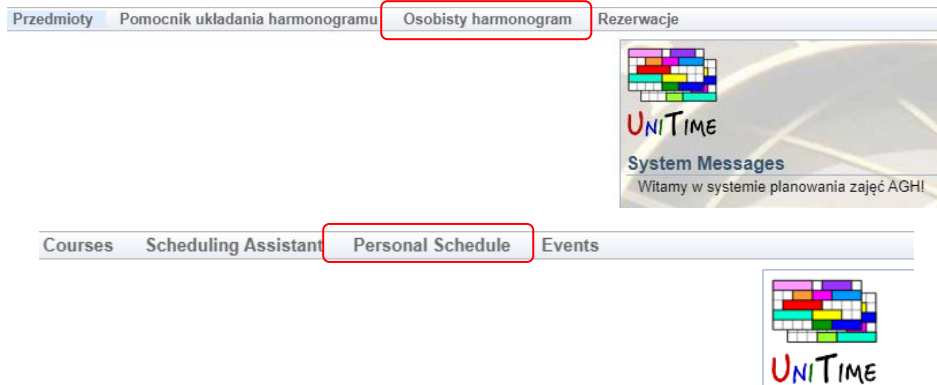 Przedmioty Pomocnik układania harmonogramu Osobisty harmonogram Rezerwacje
UNITIME
System Messages
Witamy w systemie planowania zajęć AGH!
Courses Scheduling Assistant Personal Schedule Events
UNITIME